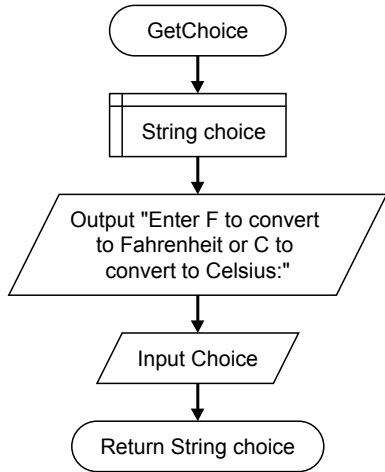 GetChoice
String choice
Output "Enter F to convert
to Fahrenheit or C to
convert to Celsius:"
Input Choice
Return String choice